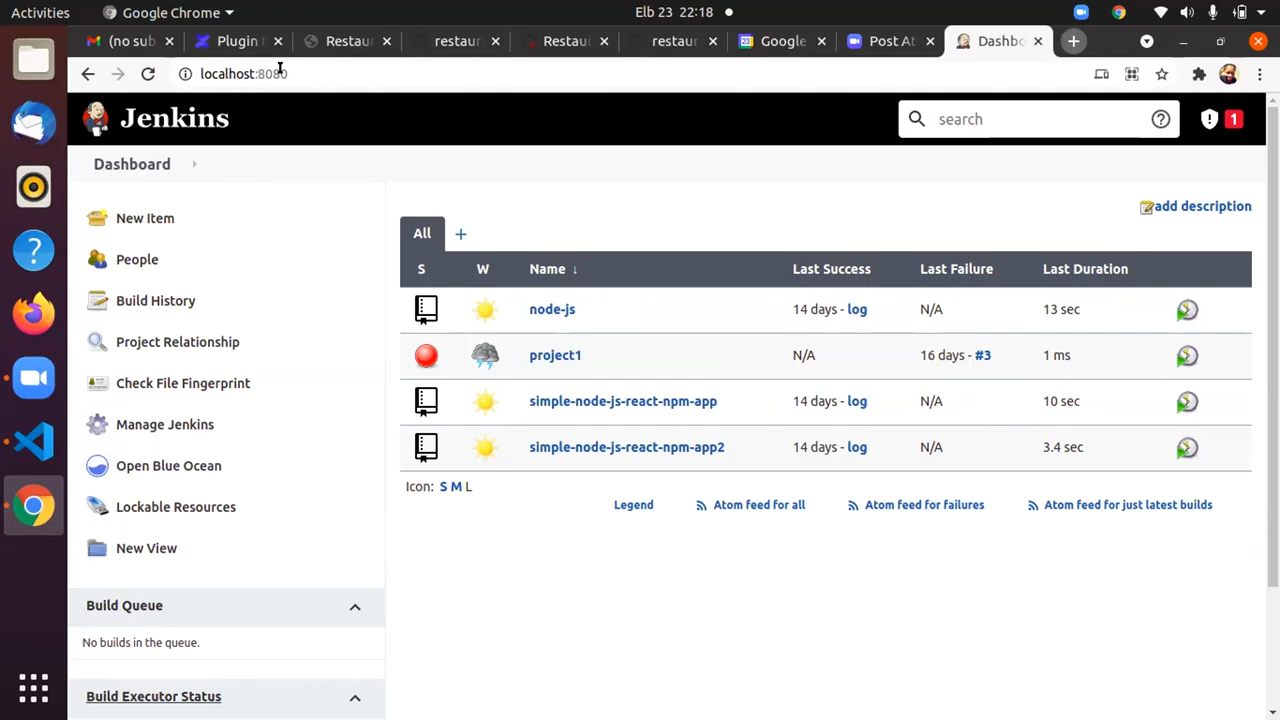 Activities Google Chrome Elb 23 22:18
(no sub Plugin Restaur restaur Restau restaur Google Post At Dashbo
localhost:8080
Jenkins search 1
Dashboard
New Item
People
Build History
Project Relationship
Check File Fingerprint
Manage Jenkins
Open Blue Ocean
Lockable Resources
New View
Build Queue
No builds in the queue.
Build Executor Status
add description
All +
S W Name ↓ Last Success Last Failure Last Duration
node-js 14 days - log N/A 13 sec
project1 N/A 16 days - #3 1 ms
simple-node-js-react-npm-app 14 days - log N/A 10 sec
simple-node-js-react-npm-app2 14 days - log N/A 3.4 sec
Icon: S M L
Legend Atom feed for all Atom feed for failures Atom feed for just latest builds